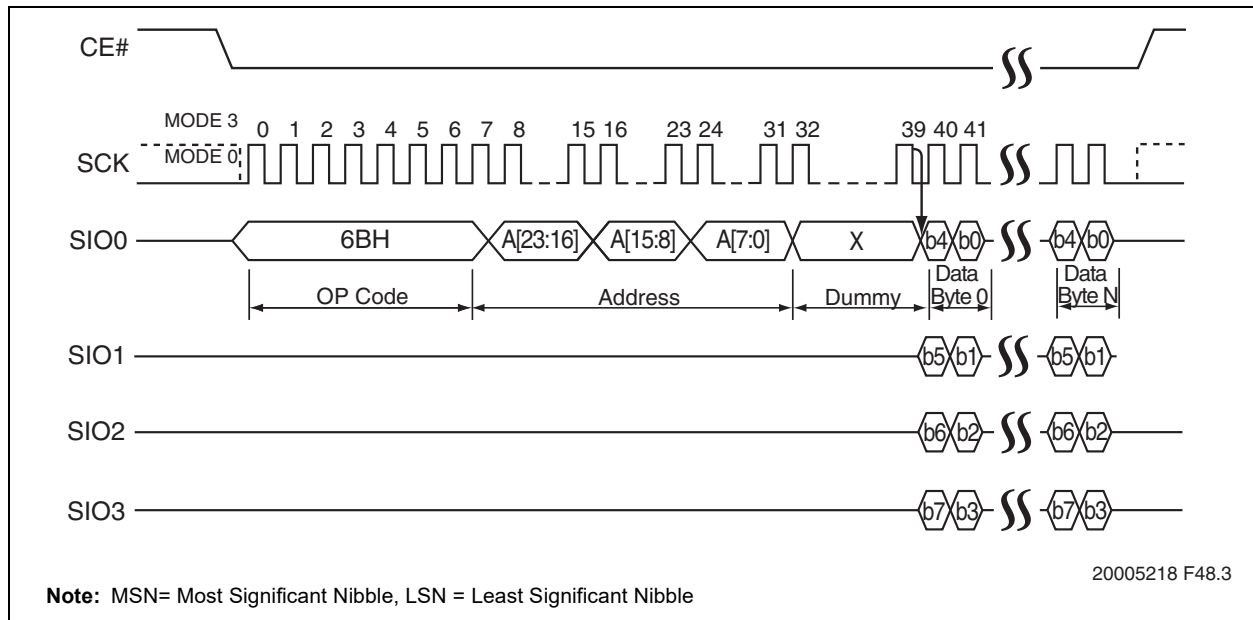 CE#
MODE 3
0 1 2 3 4 5 6 7 8 15 16 23 24 31 32 39 40 41
SCK
MODE 0
SIO0
6BH A[23:16] A[15:8] A[7:0] X b4 b0 b4 b0
OP Code Address Dummy Data Byte 0 Data Byte N
SIO1 b5 b1 b5 b1
SIO2 b6 b2 b6 b2
SIO3 b7 b3 b7 b3
20005218 F48.3
Note: MSN= Most Significant Nibble, LSN = Least Significant Nibble